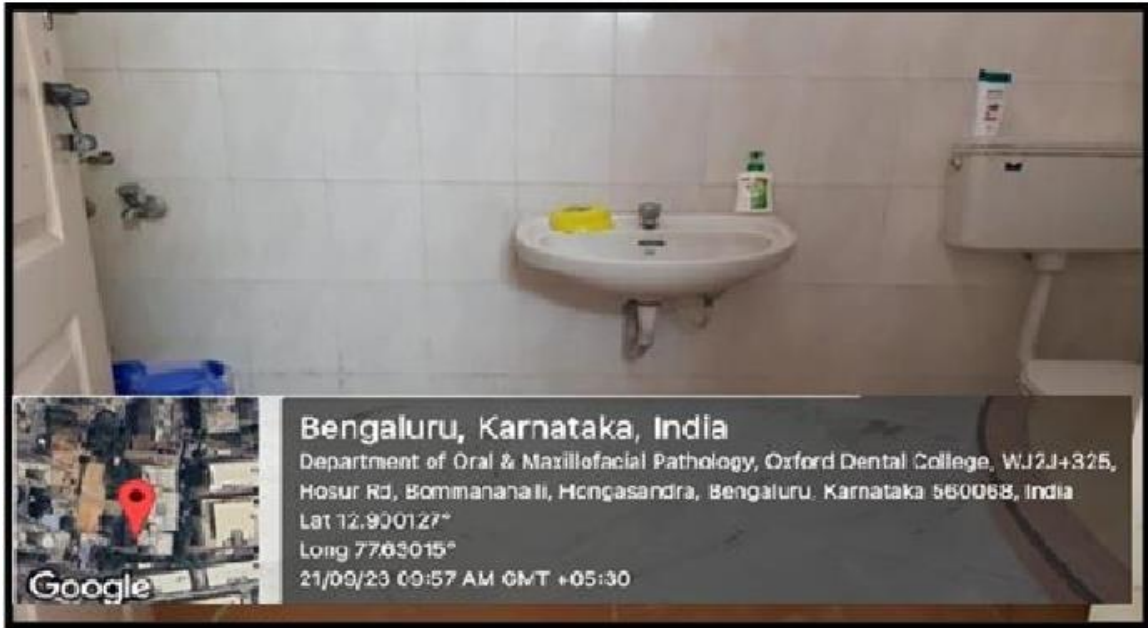 Bengaluru, Karnataka, India
Department of Oral & Maxillofacial Pathology, Oxford Dental College, WJ2J+325,
Hosur Rd, Bommanahalli, Hongasandra, Bengaluru, Karnataka 560068, India
Lat 12.900127°
Long 77.63015°
21/09/23 09:57 AM GMT +05:30
Google